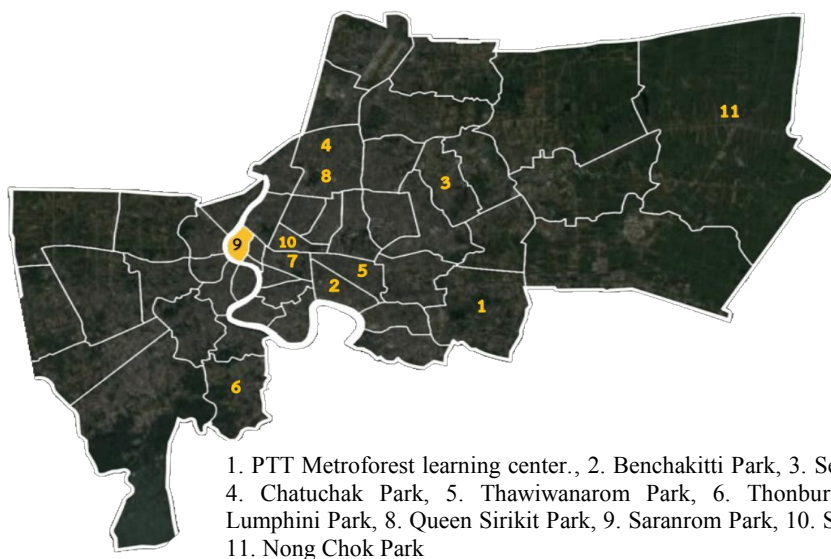 11
4
8
3
10
9
7
5
2
1
6
1. PTT Metroforest learning center., 2. Benchakitti Park, 3.
4. Chatuchak Park, 5. Thawiwanarom Park, 6.
Lumphini Park, 8. Queen Sirikit Park, 9. Saranrom Park, 10.
11. Nong Chok Park